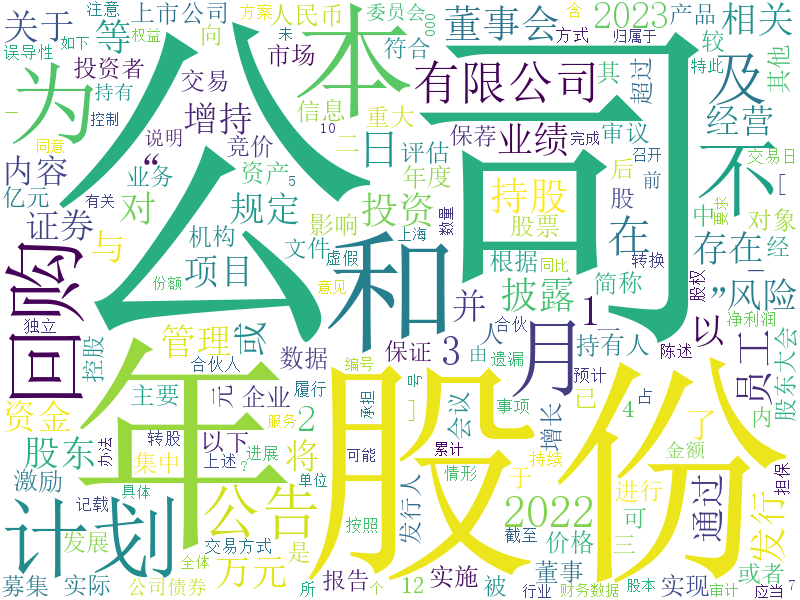 注意
方案
人民币
委员会
000
未
含
2023
产品
相关
关于
等
上市公司
向
董事会
方式
归属于
较
误导性
如下
权益
市场
符合
本
特此
其他
投资者
交易
有限公司
其
超过
及
为
公司
持有
信息
重大
一
控制
增持
10
二
保荐
完成
审议
召开
交易日
经营
同意
说明
竞价
日
评估
业绩
后
前
有关
5
内容
“
业务
资产
年度
持股
股
不
中
对象
亿元
证券
对
规定
影响
投资
股票
在
机构
文件
上海
数量
存在
经
与
项目
虚假
根据
同比
转换
回购
份额
和
意见
披露
简称
股权
”
风险
独立
控股
管理
或
并
人
合伙
月
1
以
净利润
数据
保证
3
由
遗漏
持有人
陈述
员工
股东大会
合伙人
编号
号
预计
主要
元
企业
履行
承担
]
事项
已
4
占
内
资金
年
股份
转股
服务
2
会议
增长
了
股东
办法
集中
以下
将
进展
可能
累计
于
金额
激励
上述
?
单位
情形
持续
担保
计划
记载
具体
公告
2022
进行
通过
发行
发展
交易方式
是
按照
发行人
截至
价格
可
三
募集
实际
全体
公司债券
万元
所
报告
个
12
实施
被
董事
行业
财务数据
股本
实现
审计
或者
应当
7